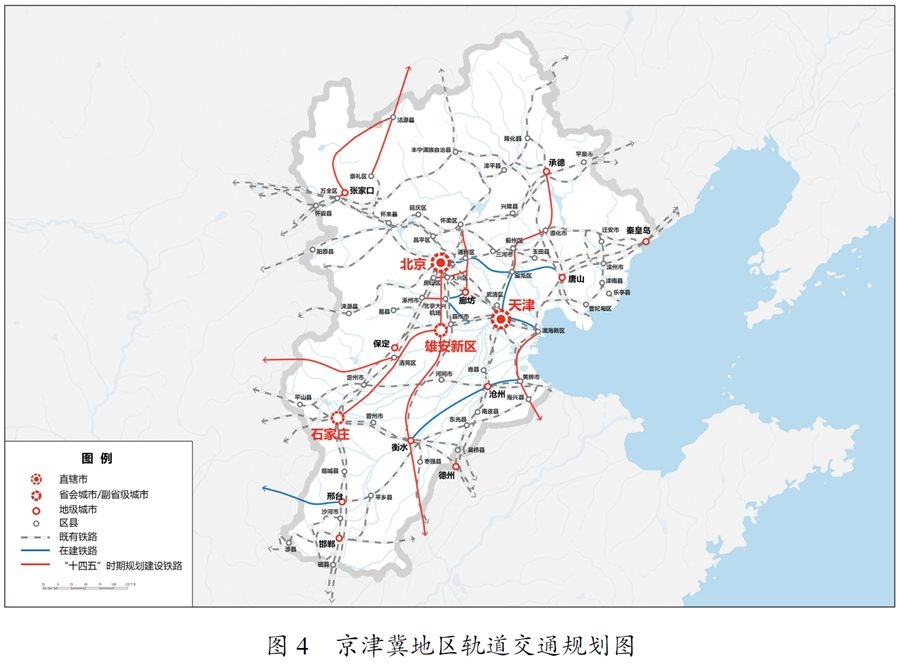 沽源县
隆化县
丰宁满族自治县
平泉市
滦平县
承德
崇礼区
万全区
张家口
怀安县
怀来县
延庆区
怀柔区
兴隆县
遵化市
迁安市
秦皇岛
昌平区
蓟州区
阳原县
北京
通州区
三河市
玉田县
滦州市
宝坻区
唐山
滦南县
乐亭县
房山区
大兴区
涿州市
廊坊
武清区
曹妃甸区
涞源县
易县
北京大兴
机场
霸州市
天津
滨海新区
保定
雄安新区
清苑区
定州市
河间市
青县
沧州
黄骅市
海兴县
平山县
石家庄
晋州市
东光县
南皮县
衡水
吴桥县
枣强县
德州
临城县
邢台
平乡县
沙河市
邯郸
涉县
磁县
图 例
直辖市
省会城市/副省级城市
地级城市
区县
既有铁路
在建铁路
“十四五”时期规划建设铁路
图 4 京津冀地区轨道交通规划图